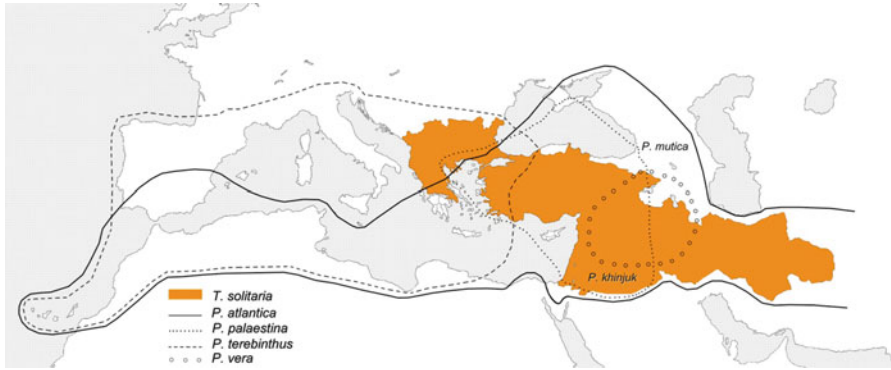 P. mutica
P. khinjuk
T. solitaria
P. atlantica
P. palaestina
P. terebinthus
P. vera